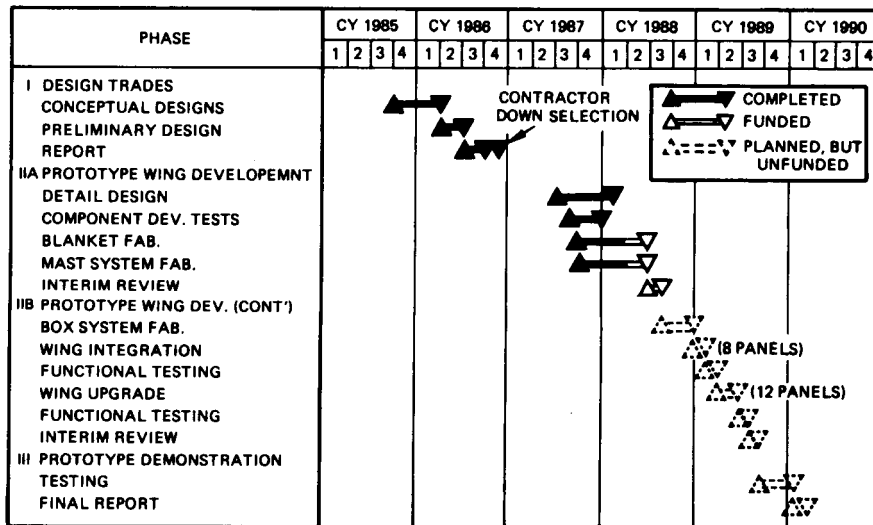 PHASE
CY 1985 CY 1986 CY 1987 CY 1988 CY 1989 CY 1990
1 2 3 4 1 2 3 4 1 2 3 4 1 2 3 4 1 2 3 4 1 2 3 4
I DESIGN TRADES
CONCEPTUAL DESIGNS
PRELIMINARY DESIGN
REPORT
CONTRACTOR
DOWN SELECTION
COMPLETED
FUNDED
PLANNED, BUT
UNFUNDED
IIA PROTOTYPE WING DEVELOPEMNT
DETAIL DESIGN
COMPONENT DEV. TESTS
BLANKET FAB.
MAST SYSTEM FAB.
INTERIM REVIEW
IIB PROTOTYPE WING DEV. (CONT')
BOX SYSTEM FAB.
WING INTEGRATION (8 PANELS)
FUNCTIONAL TESTING
WING UPGRADE (12 PANELS)
FUNCTIONAL TESTING
INTERIM REVIEW
III PROTOTYPE DEMONSTRATION
TESTING
FINAL REPORT